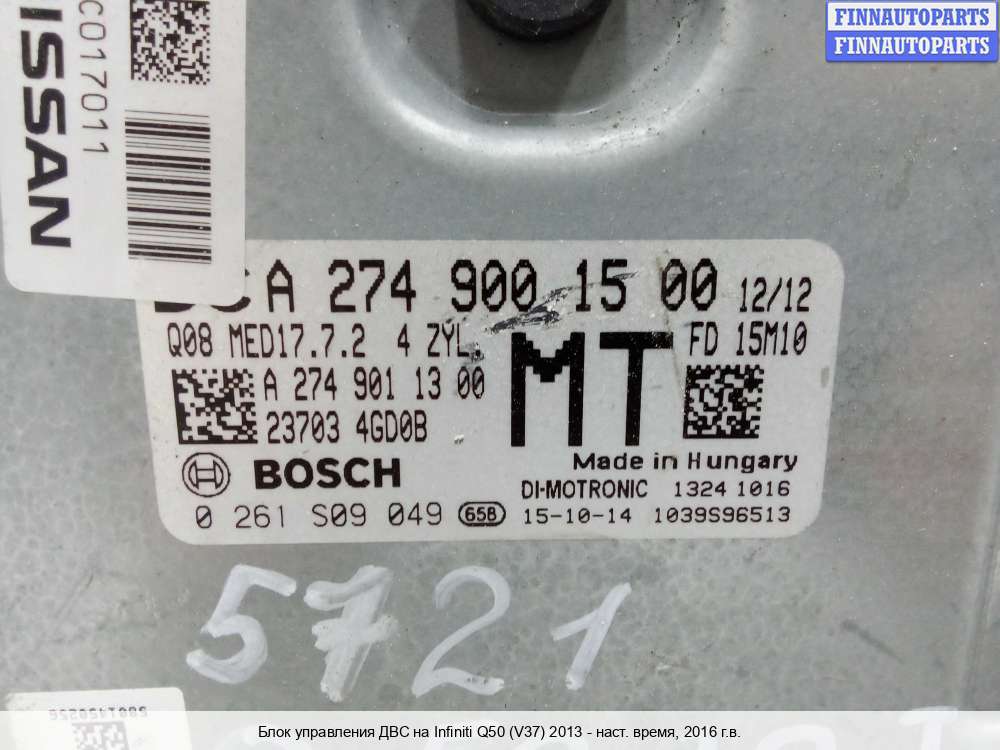 FINNAUTOPARTS
FINNAUTOPARTS
C017011
NISSAN
A 274 900 15 00 12/12
Q08 MED17.7.2 4 ZYL. MT FD 15M10
A 274 901 13 00
23703 4GD0B
BOSCH
Made in Hungary
DI-MOTRONIC 1324 1016
0 261 S09 049 658 15-10-14 1039S96513
5721
Блок управления ДВС на Infiniti Q50 (V37) 2013 - наст. время, 2016 г.в.